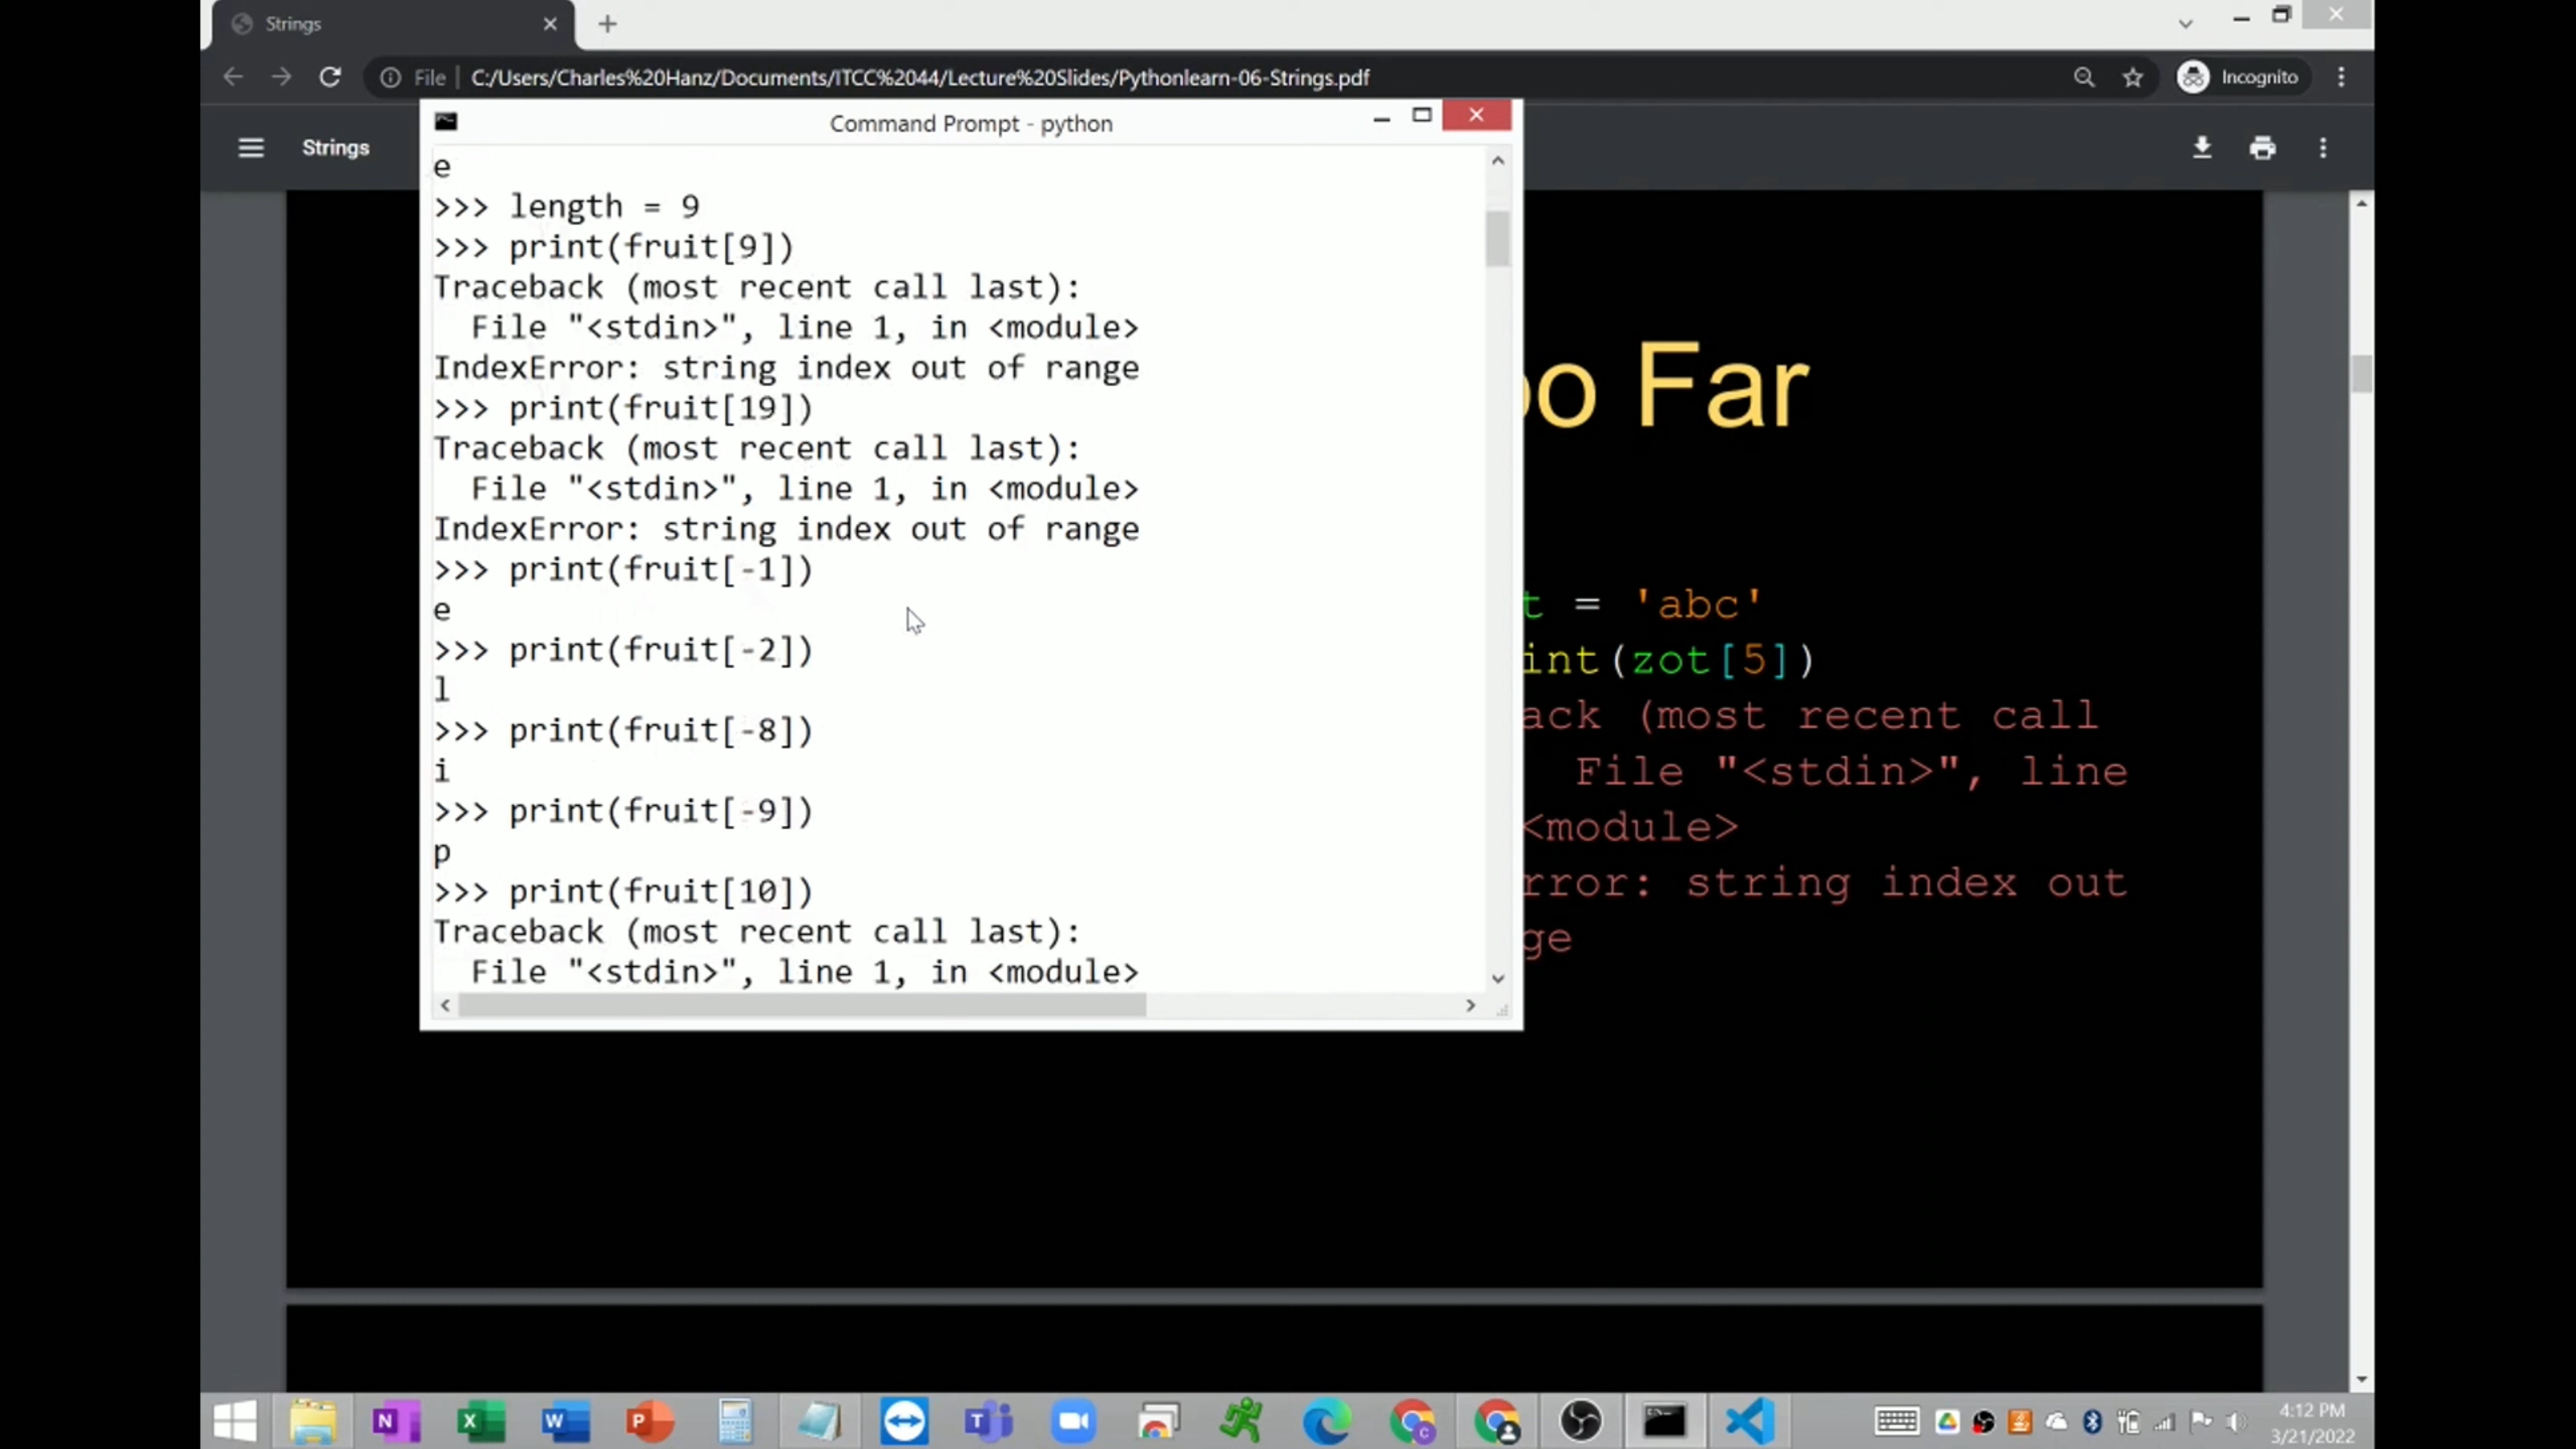 Strings
File
C:/Users/Charles%20Hanz/Documents/ITCC%2044/Lecture%20Slides/Pythonlearn-06-Strings.pdf
Incognito
Strings
Command Prompt - python
e
>>> length = 9
>>> print(fruit[9])
Traceback (most recent call last):
  File "<stdin>", line 1, in <module>
IndexError: string index out of range
>>> print(fruit[19])
Traceback (most recent call last):
  File "<stdin>", line 1, in <module>
IndexError: string index out of range
>>> print(fruit[-1])
e
>>> print(fruit[-2])
l
>>> print(fruit[-8])
i
>>> print(fruit[-9])
p
>>> print(fruit[10])
Traceback (most recent call last):
  File "<stdin>", line 1, in <module>
oo Far
t = 'abc'
int(zot[5])
ack (most recent call
File "<stdin>", line
<module>
rror: string index out
ge
4:12 PM
3/21/2022